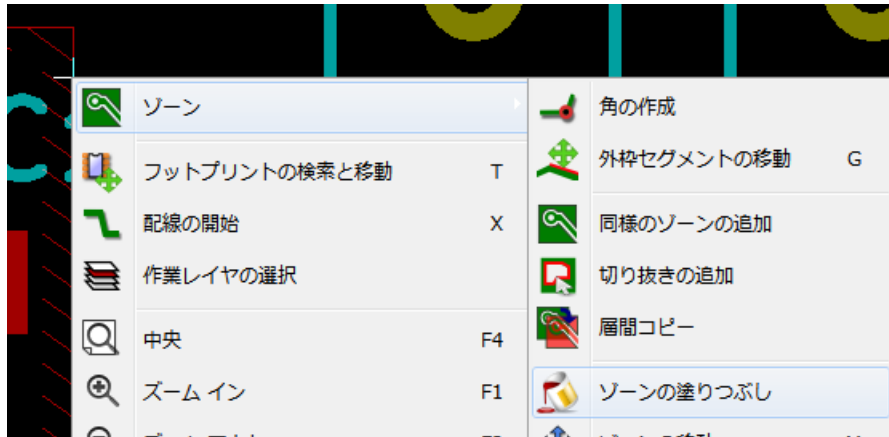 ゾーン
フットプリントの検索と移動 T
配線の開始 X
作業レイヤの選択
中央 F4
ズーム イン F1
角の作成
外枠セグメントの移動 G
同様のゾーンの追加
切り抜きの追加
層間コピー
ゾーンの塗りつぶし